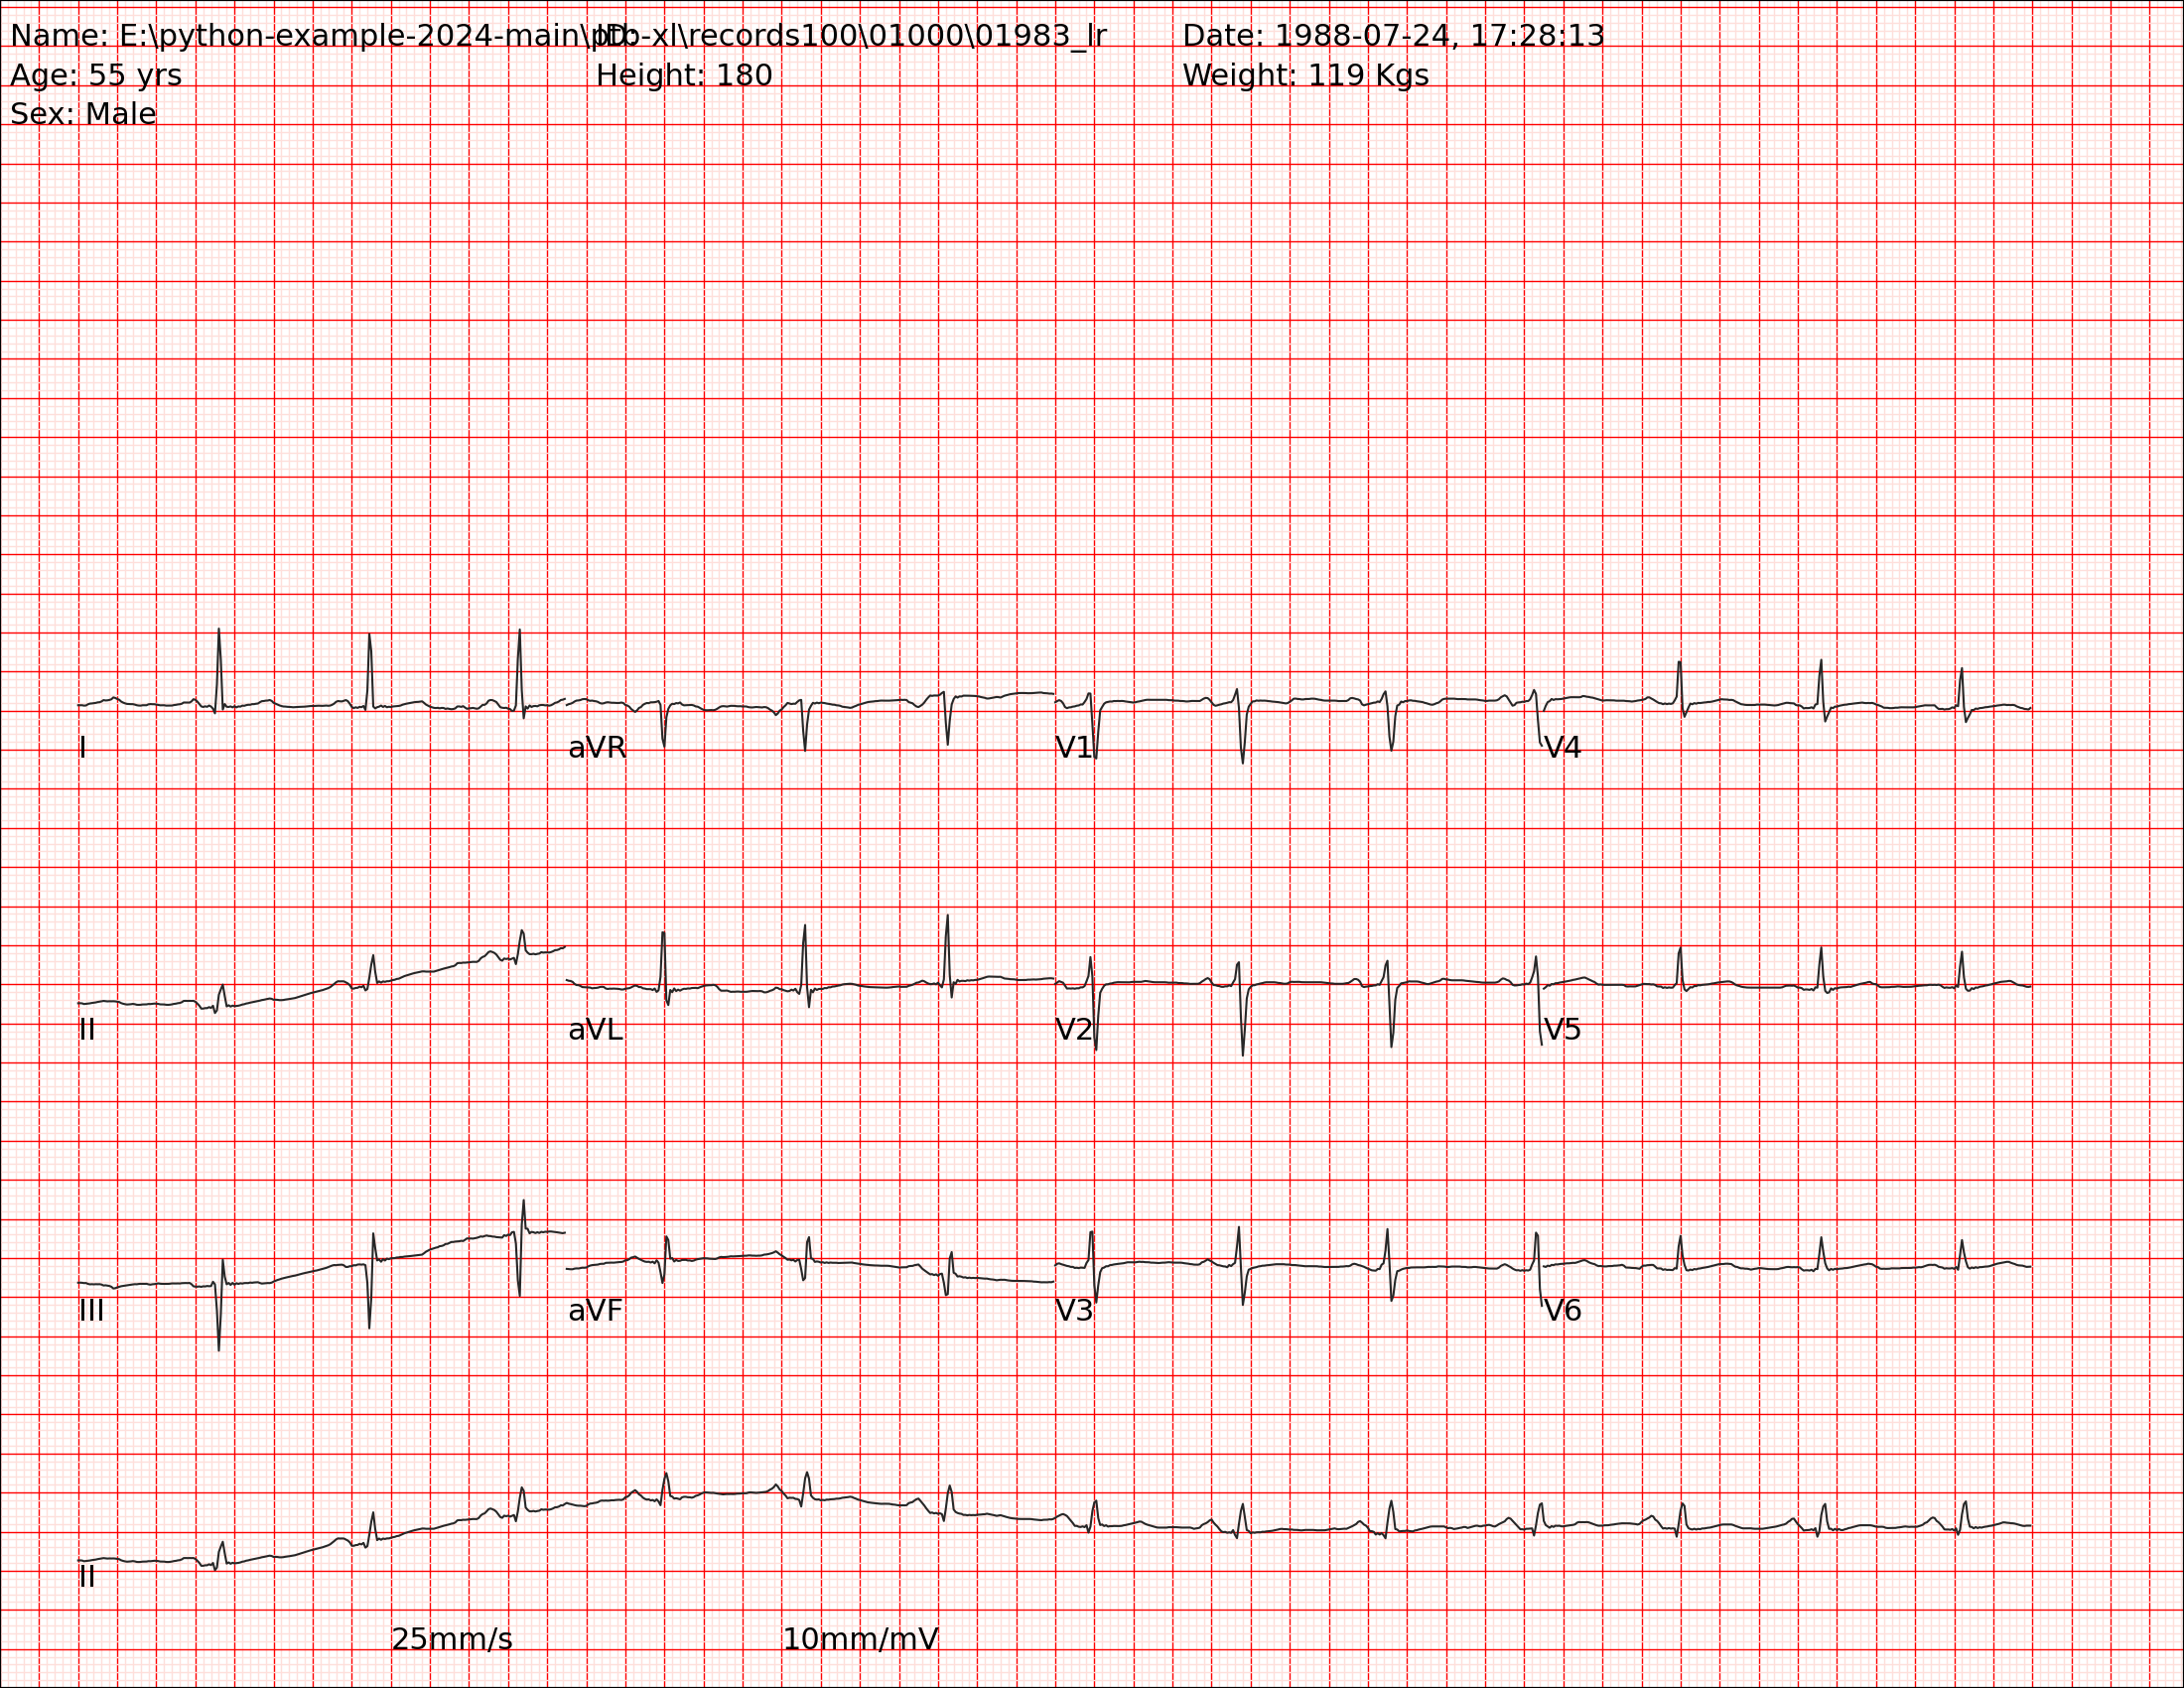 Name: E:\python-example-2024-main\ptb-xl\records100\01000\01983_lr ID: Date: 1988-07-24, 17:28:13
Age: 55 yrs Height: 180 Weight: 119 Kgs
Sex: Male
I aVR V1 V4
II aVL V2 V5
III aVF V3 V6
II
25mm/s 10mm/mV